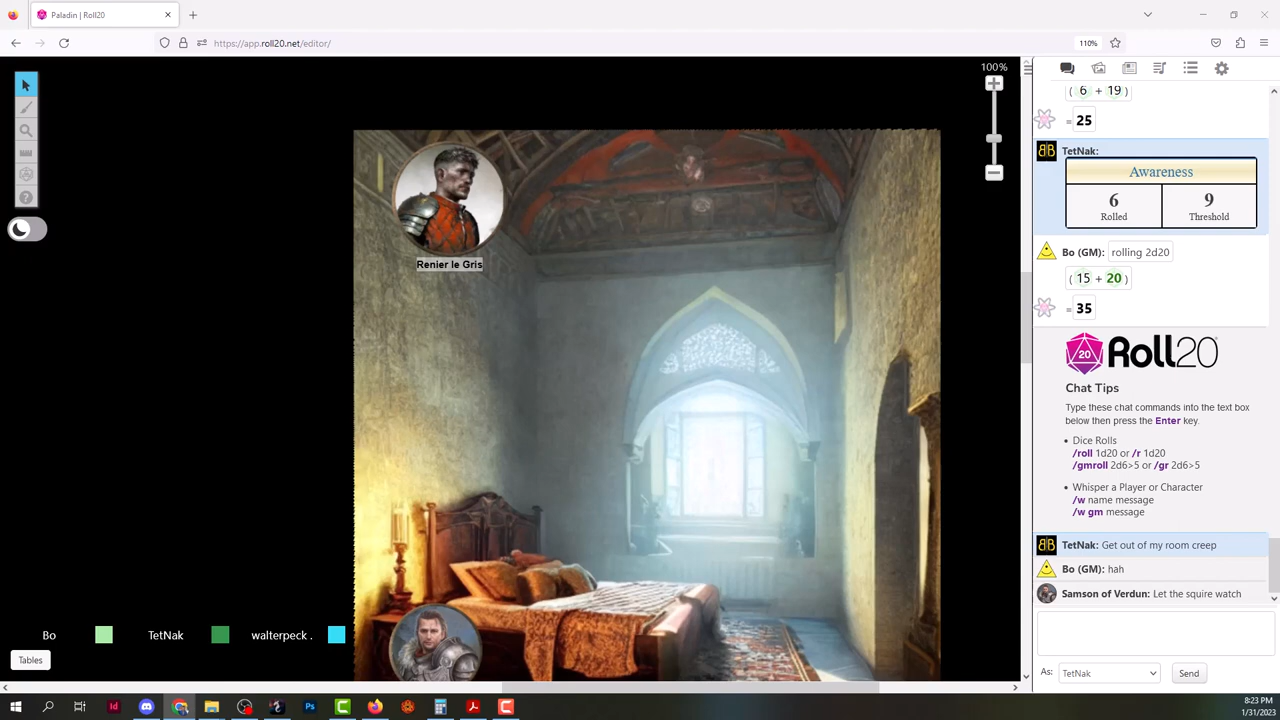 Paladin | Roll20
https://app.roll20.net/editor/
110%
100%
( 6 + 19 )
= 25
TetNak:
Awareness
6
9
Rolled
Threshold
Bo (GM): rolling 2d20
( 15 + 20 )
= 35
20
Roll20
Chat Tips
Type these chat commands into the text box
below then press the Enter key.
• Dice Rolls
/roll 1d20 or /r 1d20
/gmroll 2d6>5 or /gr 2d6>5
• Whisper a Player or Character
/w name message
/w gm message
TetNak: Get out of my room creep
Bo (GM): hah
Samson of Verdun: Let the squire watch
Renier le Gris
Bo
TetNak
walterpeck .
Tables
As: TetNak
Send
8:23 PM
1/31/2023